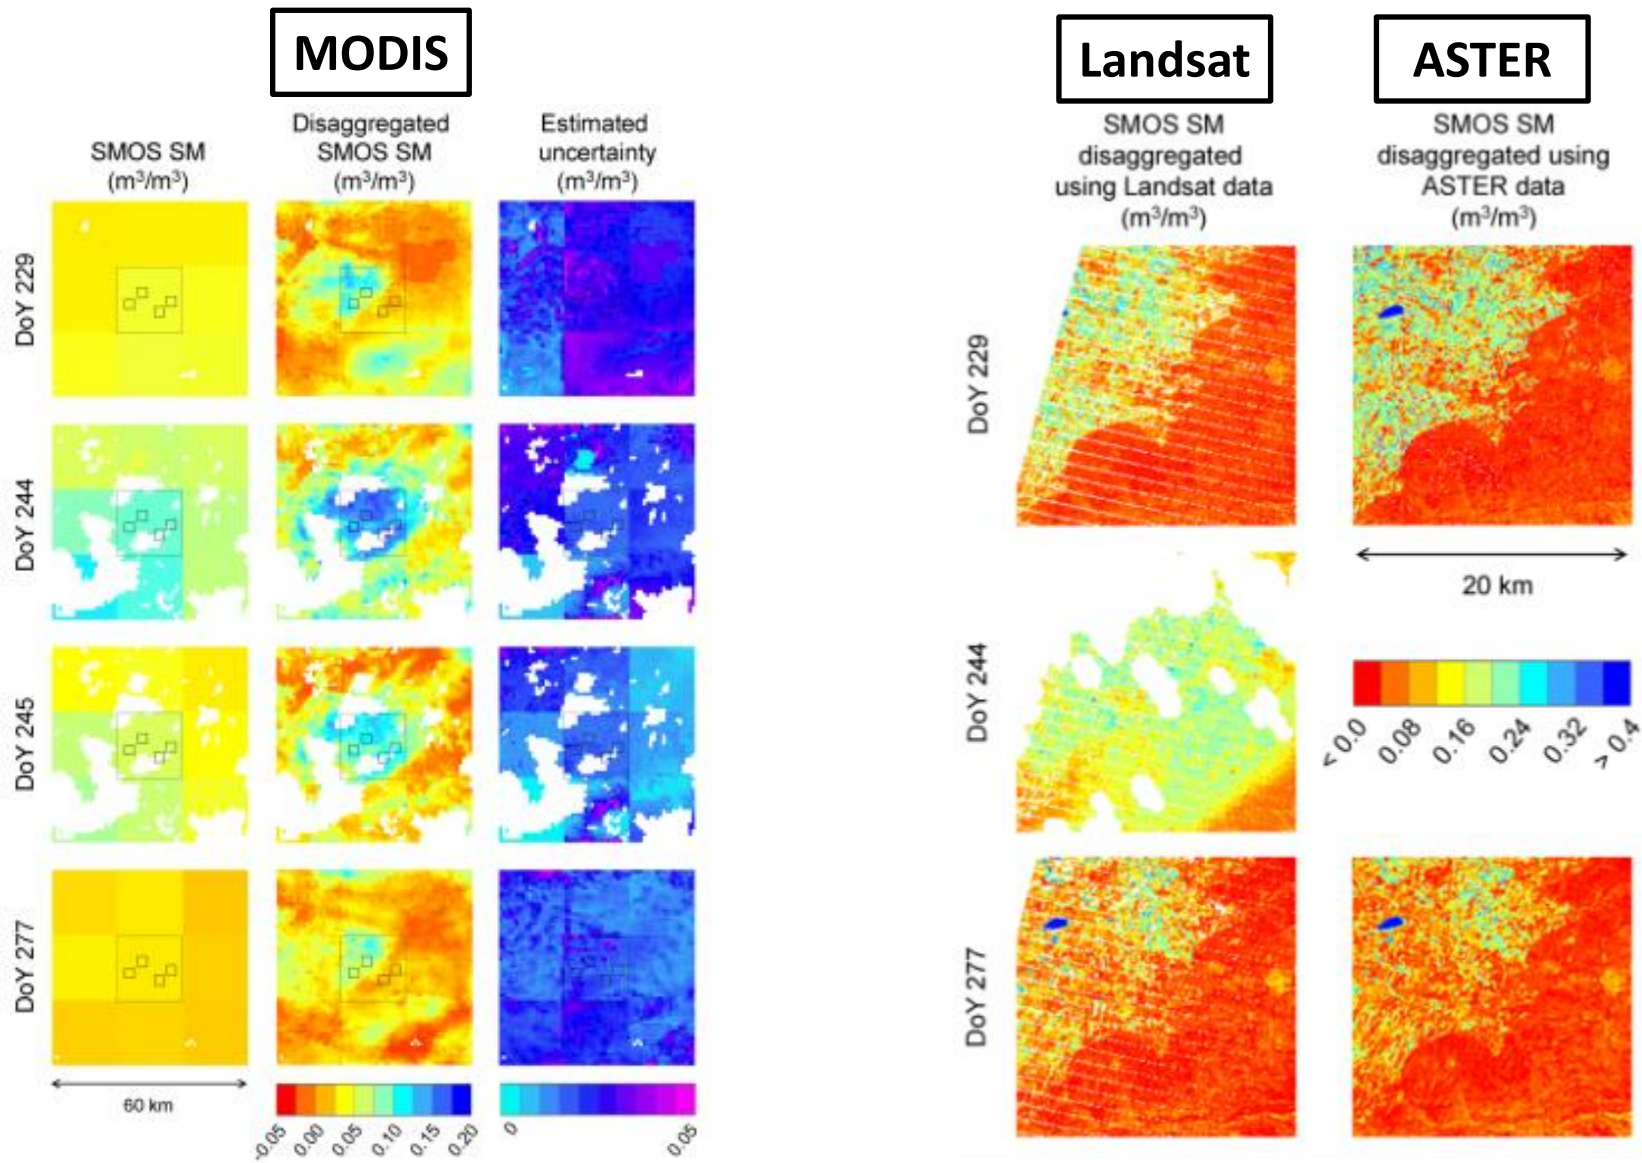 MODIS
SMOS SM
(m³/m³)
Disaggregated
SMOS SM
(m³/m³)
Estimated
uncertainty
(m³/m³)
DoY 229
DoY 244
DoY 245
DoY 277
60 km
-0.05 0.00 0.05 0.10 0.15 0.20
0 0.05
Landsat
SMOS SM
disaggregated
using Landsat data
(m³/m³)
ASTER
SMOS SM
disaggregated using
ASTER data
(m³/m³)
DoY 229
20 km
DoY 244
< 0.0 0.08 0.16 0.24 0.32 > 0.4
DoY 277